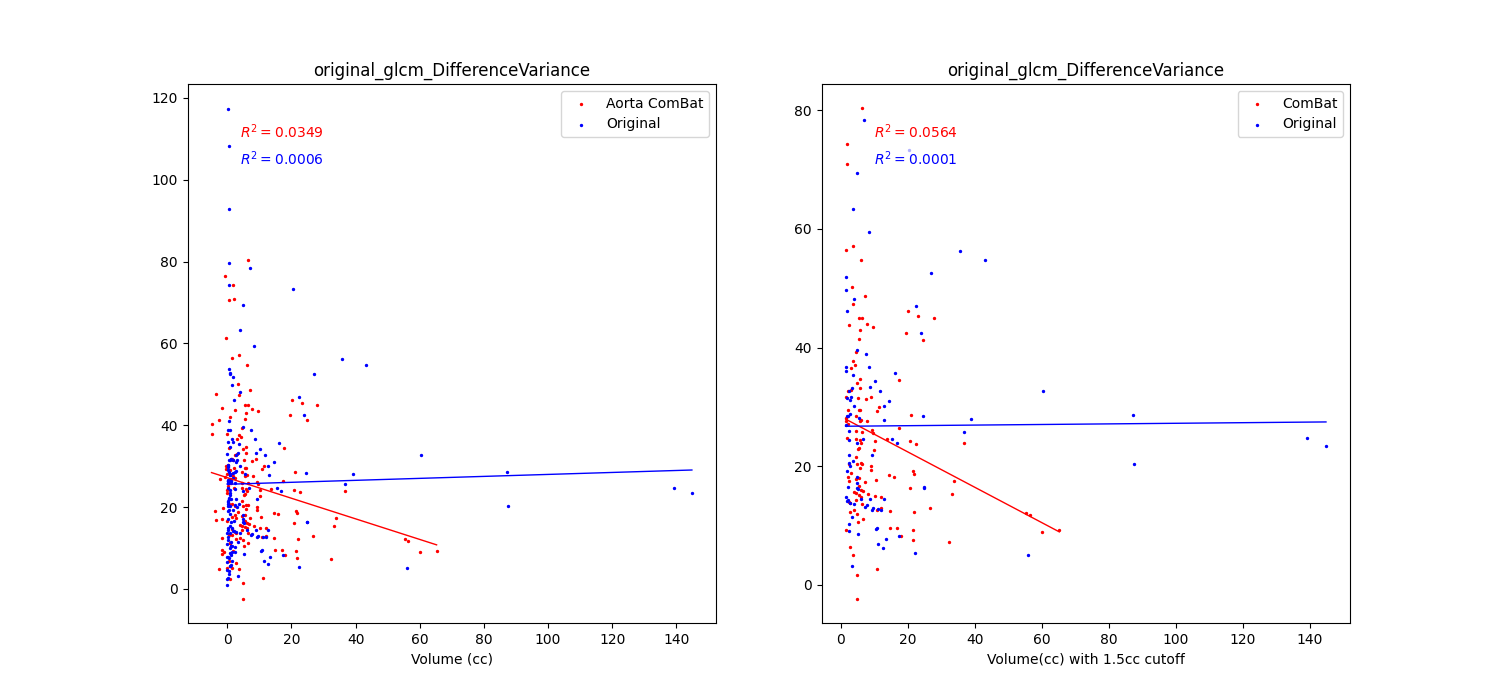 original_glcm_DifferenceVariance
120
100
80
60
40
20
0
R² = 0.0349
R² = 0.0006
Aorta ComBat
Original
0 20 40 60 80 100 120 140
Volume (cc)
original_glcm_DifferenceVariance
80
60
40
20
0
R² = 0.0564
R² = 0.0001
ComBat
Original
0 20 40 60 80 100 120 140
Volume(cc) with 1.5cc cutoff